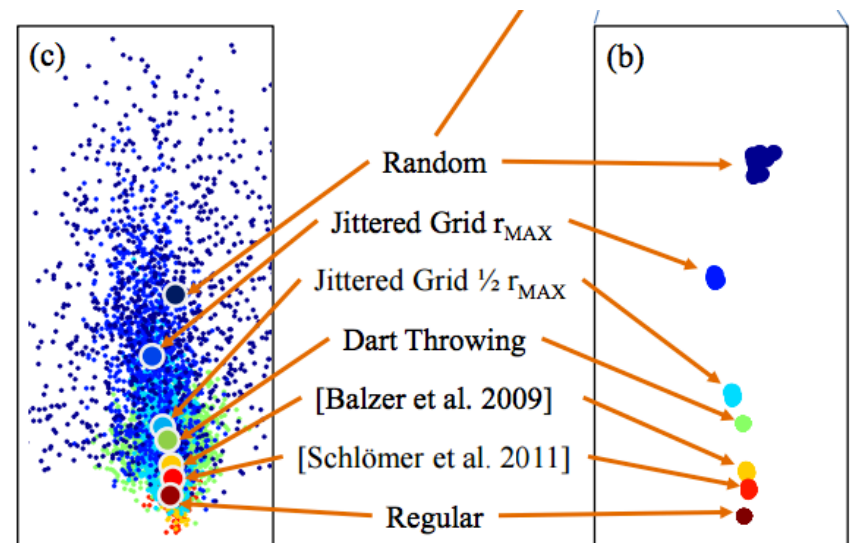 (c)
(b)
Random
Jittered Grid rMAX
Jittered Grid ½ rMAX
Dart Throwing
[Balzer et al. 2009]
[Schlömer et al. 2011]
Regular